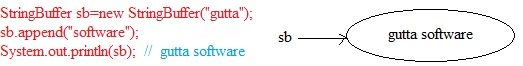 StringBuffer sb=new StringBuffer("gutta");
sb.append("software");
System.out.println(sb); // gutta software
sb
gutta software